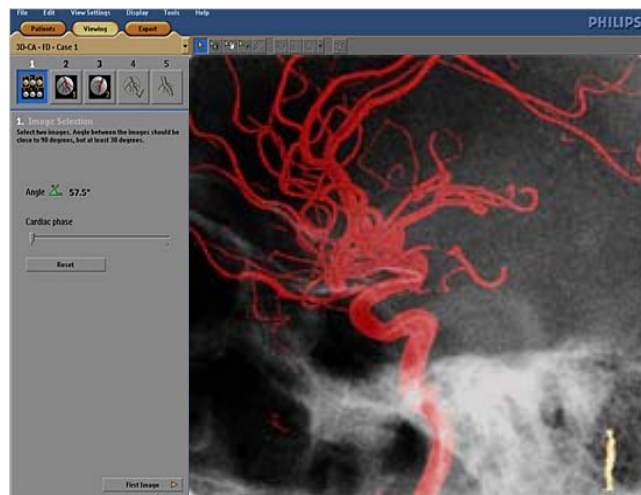 File Edit View Settings Display Tools Help
Patients Viewing Export
PHILIPS
3D-CA - FD - Case 1
1 2 3 4 5
1. Image Selection
Select two images. Angle between the images should be
close to 90 degrees, but at least 30 degrees.
Angle 57.5°
Cardiac phase
Reset
First Image